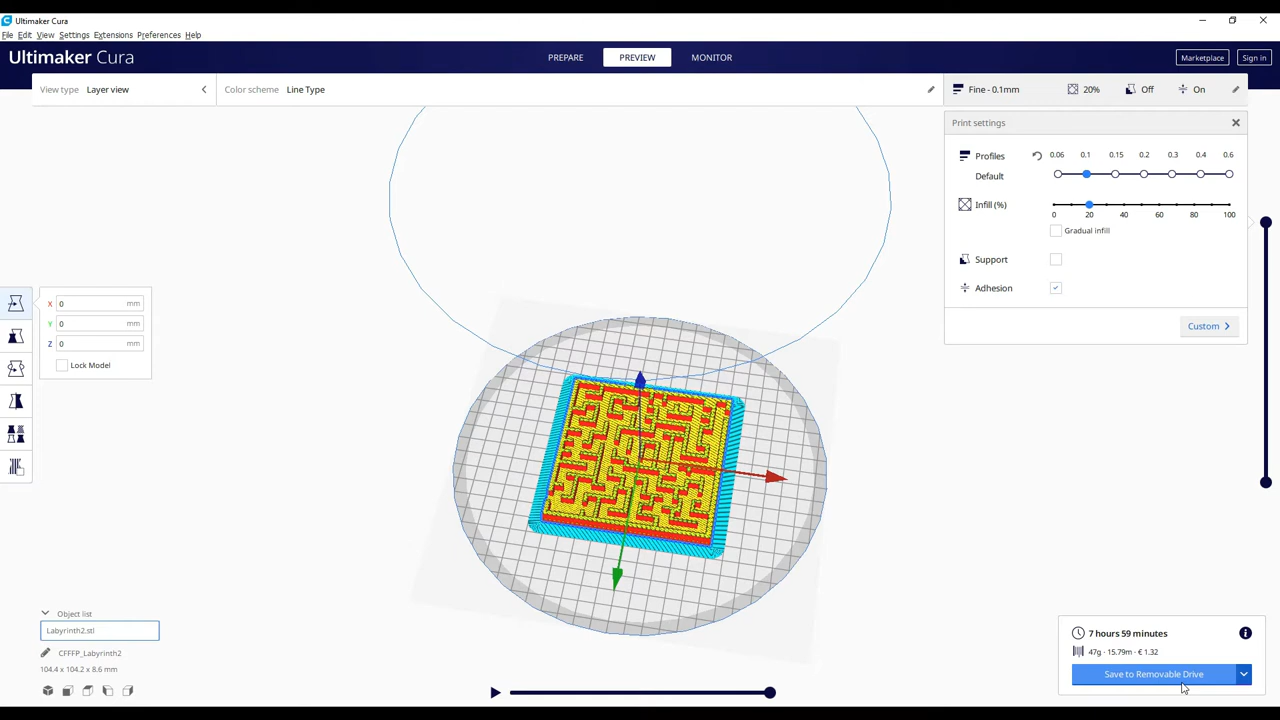 Ultimaker Cura
File Edit View Settings Extensions Preferences Help
Ultimaker Cura
PREPARE PREVIEW MONITOR
Marketplace Sign in
View type Layer view
Color scheme Line Type
Fine - 0.1mm 20% Off On
Print settings
Profiles 0.06 0.1 0.15 0.2 0.3 0.4 0.6
Default
Infill (%)
0 20 40 60 80 100
Gradual infill
Support
Adhesion
Custom
X 0 mm
Y 0 mm
Z 0 mm
Lock Model
Object list
Labyrinth2.stl
CFFFP_Labyrinth2
104.4 x 104.2 x 8.6 mm
7 hours 59 minutes
47g · 15.79m · € 1.32
Save to Removable Drive